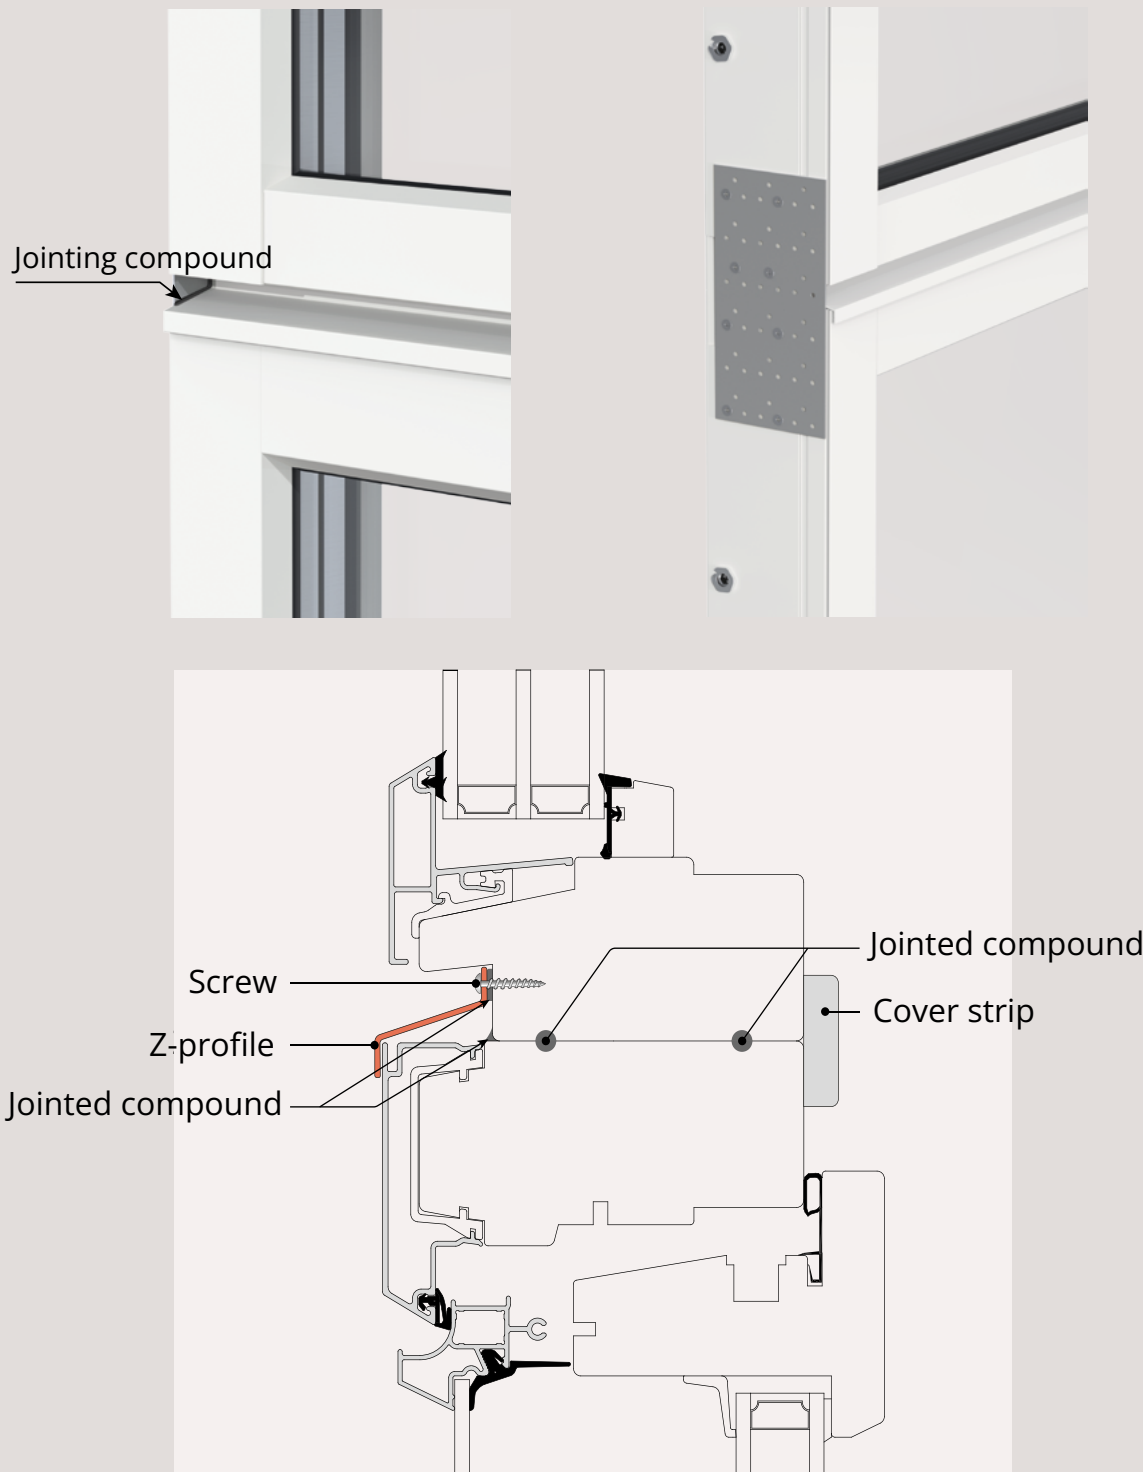 Jointing compound
Jointed compound
Screw
Cover strip
Z-profile
Jointed compound